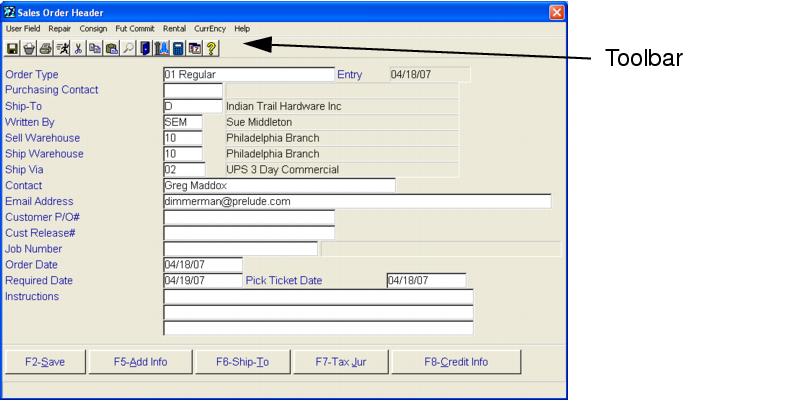 Sales Order Header
User Field Repair Consign Fut Commit Rental CurrEncy Help
Toolbar
Order Type 01 Regular Entry 04/18/07
Purchasing Contact
Ship-To D Indian Trail Hardware Inc
Written By SEM Sue Middleton
Sell Warehouse 10 Philadelphia Branch
Ship Warehouse 10 Philadelphia Branch
Ship Via 02 UPS 3 Day Commercial
Contact Greg Maddox
Email Address dimmerman@prelude.com
Customer P/O#
Cust Release#
Job Number
Order Date 04/18/07
Required Date 04/19/07 Pick Ticket Date 04/18/07
Instructions
F2-Save F5-Add Info F6-Ship-To F7-Tax Jur F8-Credit Info